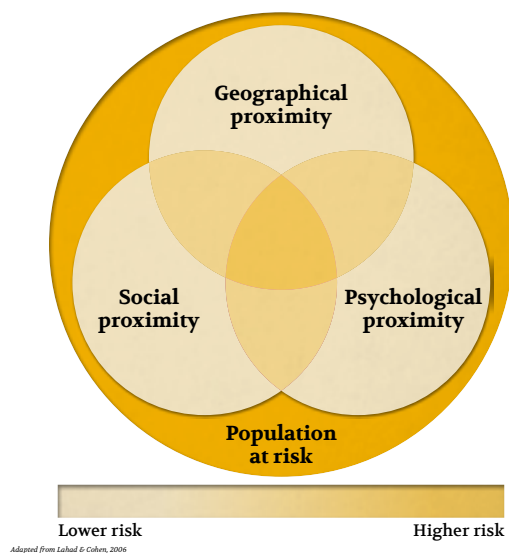 Geographical
proximity
Social
proximity
Psychological
proximity
Population
at risk
Lower risk
Higher risk
Adapted from Lahad & Cohen, 2006